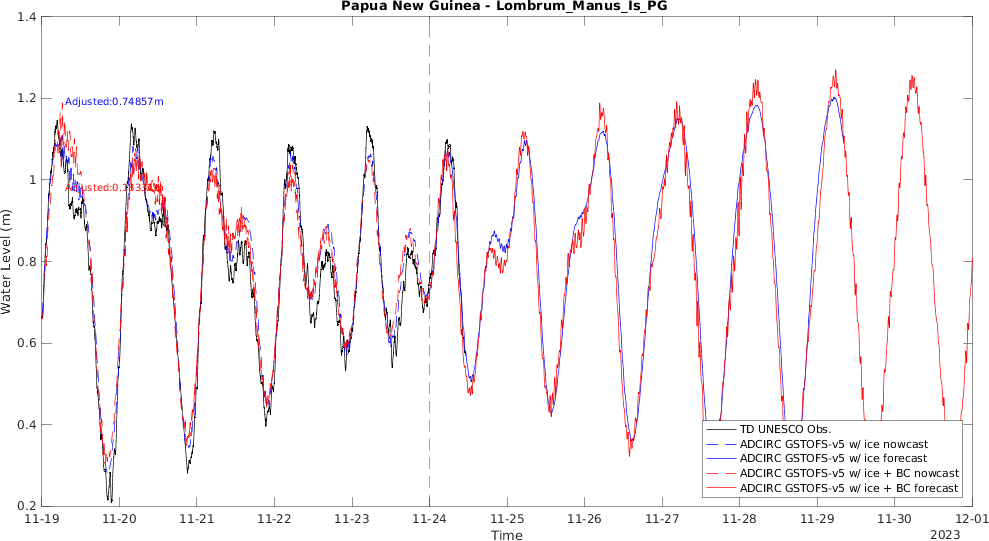 Papua New Guinea - Lombrum_Manus_Is_PG
1.4
1.2
1
0.8
0.6
0.4
0.2
Water Level (m)
Adjusted:0.74857m
TD UNESCO Obs.
ADCIRC GSTOFS-v5 w/ ice nowcast
ADCIRC GSTOFS-v5 w/ ice forecast
ADCIRC GSTOFS-v5 w/ ice + BC nowcast
ADCIRC GSTOFS-v5 w/ ice + BC forecast
11-19 11-20 11-21 11-22 11-23 11-24 11-25 11-26 11-27 11-28 11-29 11-30 12-01
Time
2023